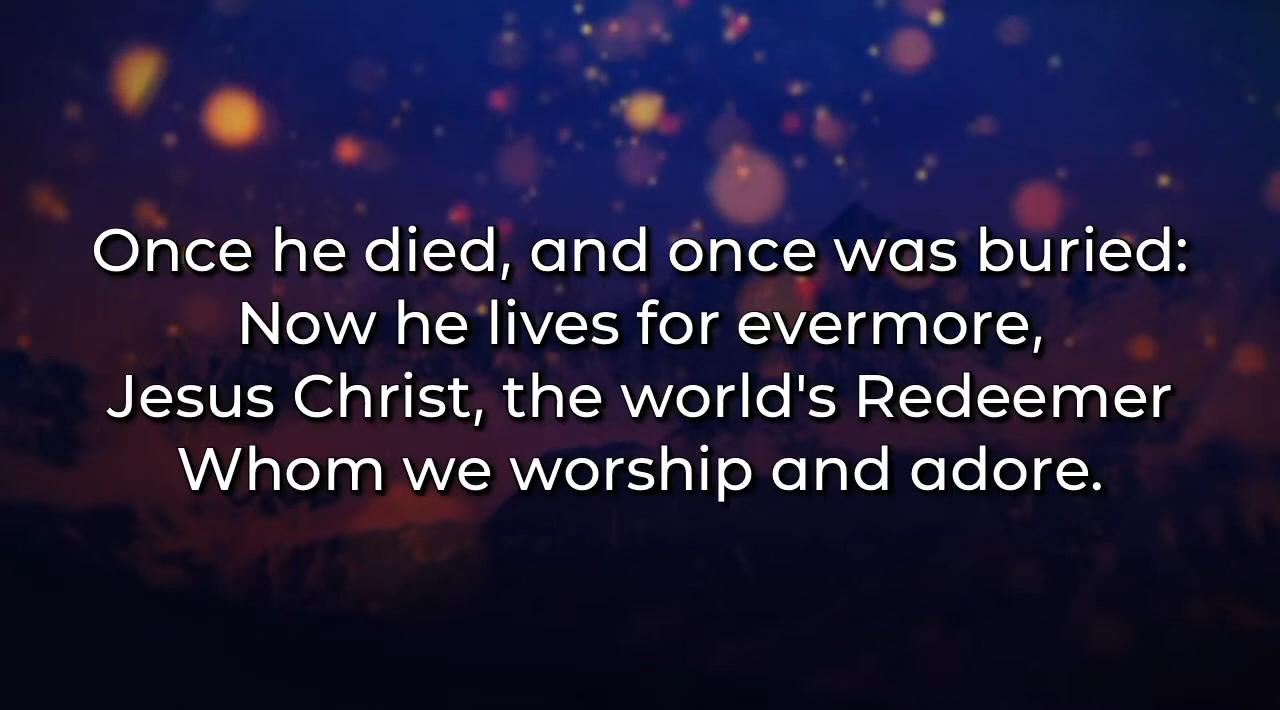 Once he died, and once was buried:
Now he lives for evermore,
Jesus Christ, the world's Redeemer
Whom we worship and adore.